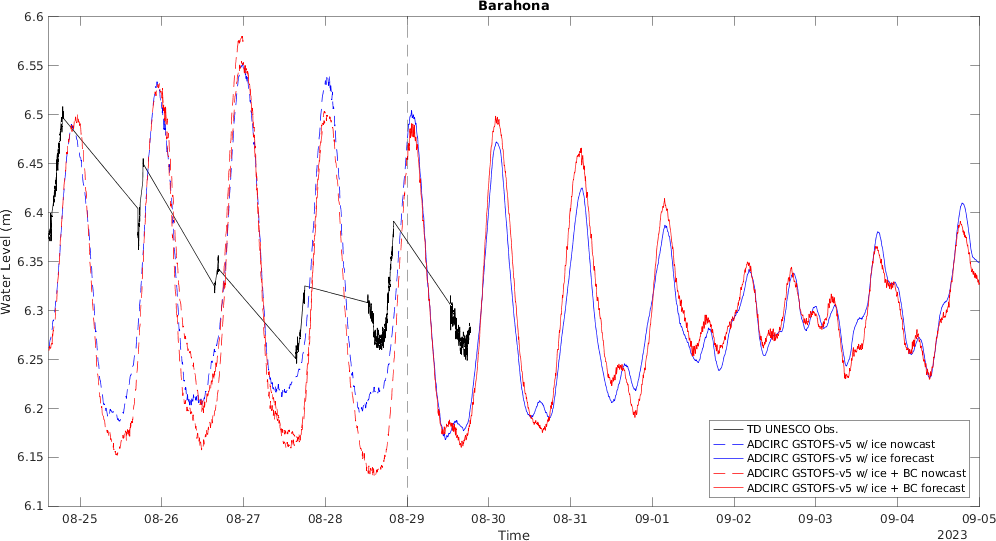 Barahona
Water Level (m)
6.6
6.55
6.5
6.45
6.4
6.35
6.3
6.25
6.2
6.15
6.1
08-25 08-26 08-27 08-28 08-29 08-30 08-31 09-01 09-02 09-03 09-04 09-05
Time
2023
TD UNESCO Obs.
ADCIRC GSTOFS-v5 w/ ice nowcast
ADCIRC GSTOFS-v5 w/ ice forecast
ADCIRC GSTOFS-v5 w/ ice + BC nowcast
ADCIRC GSTOFS-v5 w/ ice + BC forecast